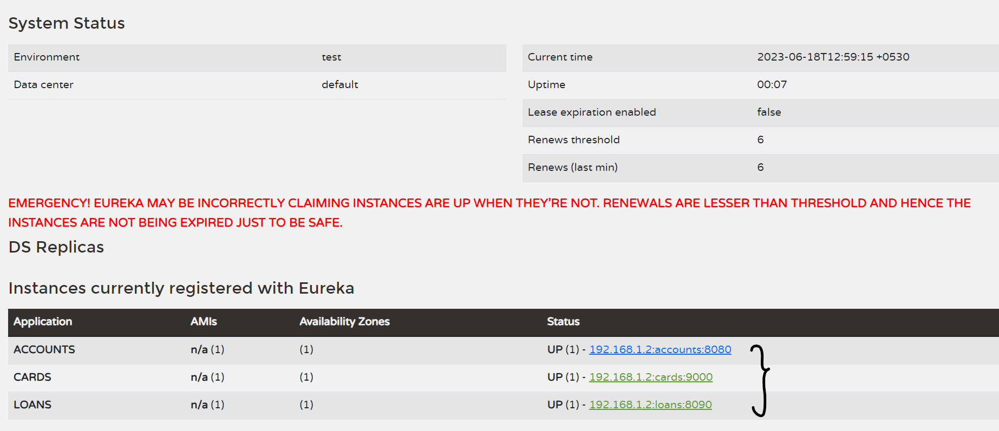 System Status
Environment test
Data center default
Current time 2023-06-18T12:59:15 +0530
Uptime 00:07
Lease expiration enabled false
Renews threshold 6
Renews (last min) 6
EMERGENCY! EUREKA MAY BE INCORRECTLY CLAIMING INSTANCES ARE UP WHEN THEY’RE NOT. RENEWALS ARE LESSER THAN THRESHOLD AND HENCE THE
INSTANCES ARE NOT BEING EXPIRED JUST TO BE SAFE.
DS Replicas
Instances currently registered with Eureka
Application AMIs Availability Zones Status
ACCOUNTS n/a (1) (1) UP (1) - 192.168.1.2:accounts:8080
CARDS n/a (1) (1) UP (1) - 192.168.1.2:cards:9000
LOANS n/a (1) (1) UP (1) - 192.168.1.2:loans:8090